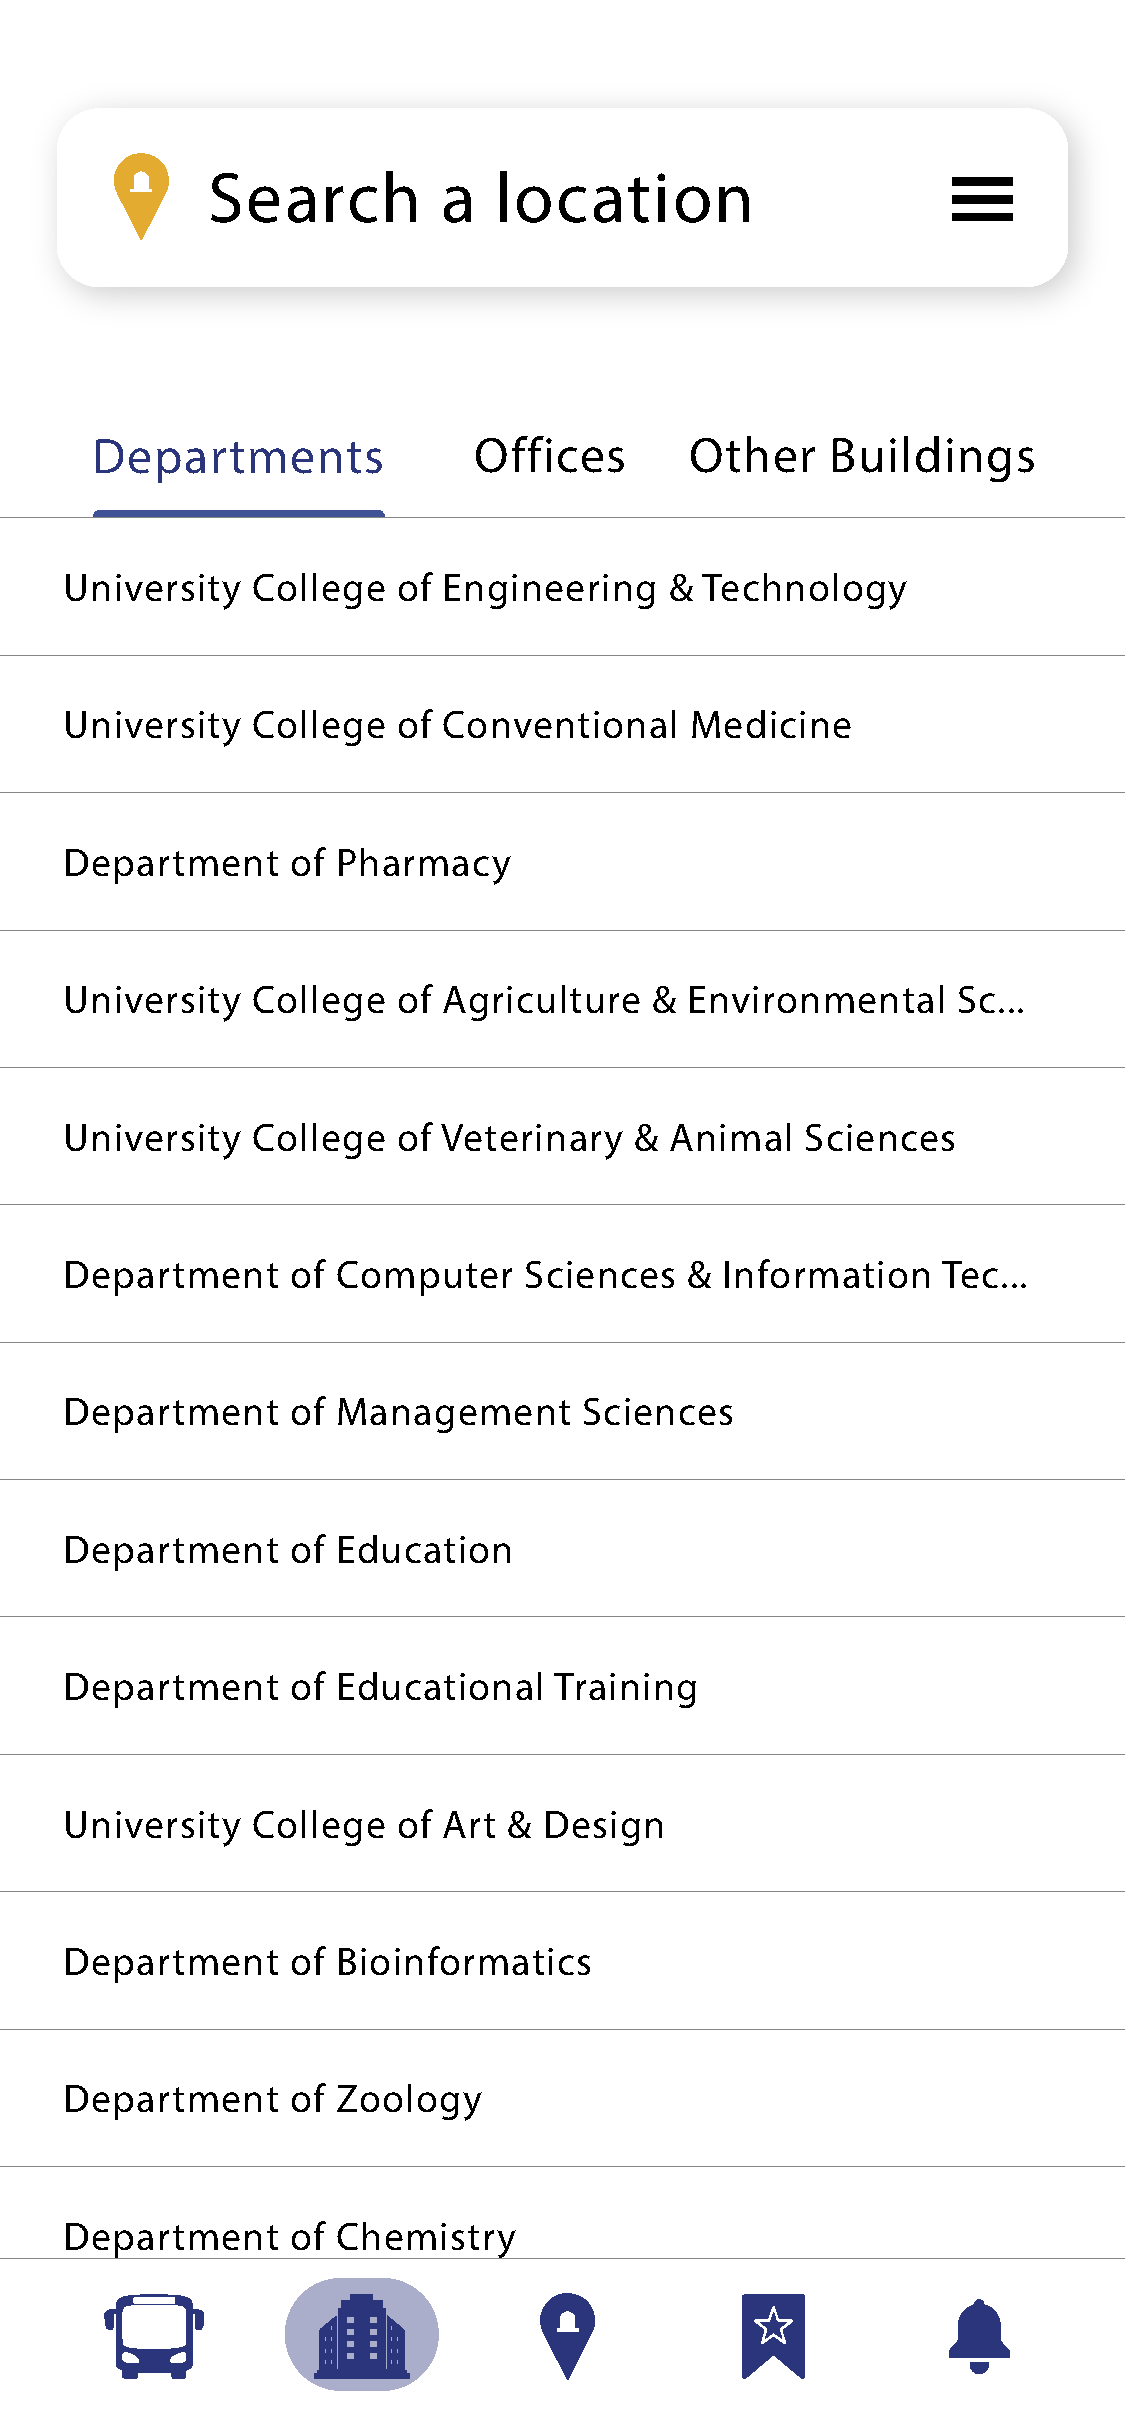 Search a location
Departments
Offices
Other Buildings
University College of Engineering & Technology
University College of Conventional Medicine
Department of Pharmacy
University College of Agriculture & Environmental Sc...
University College of Veterinary & Animal Sciences
Department of Computer Sciences & Information Tec...
Department of Management Sciences
Department of Education
Department of Educational Training
University College of Art & Design
Department of Bioinformatics
Department of Zoology
Department of Chemistry